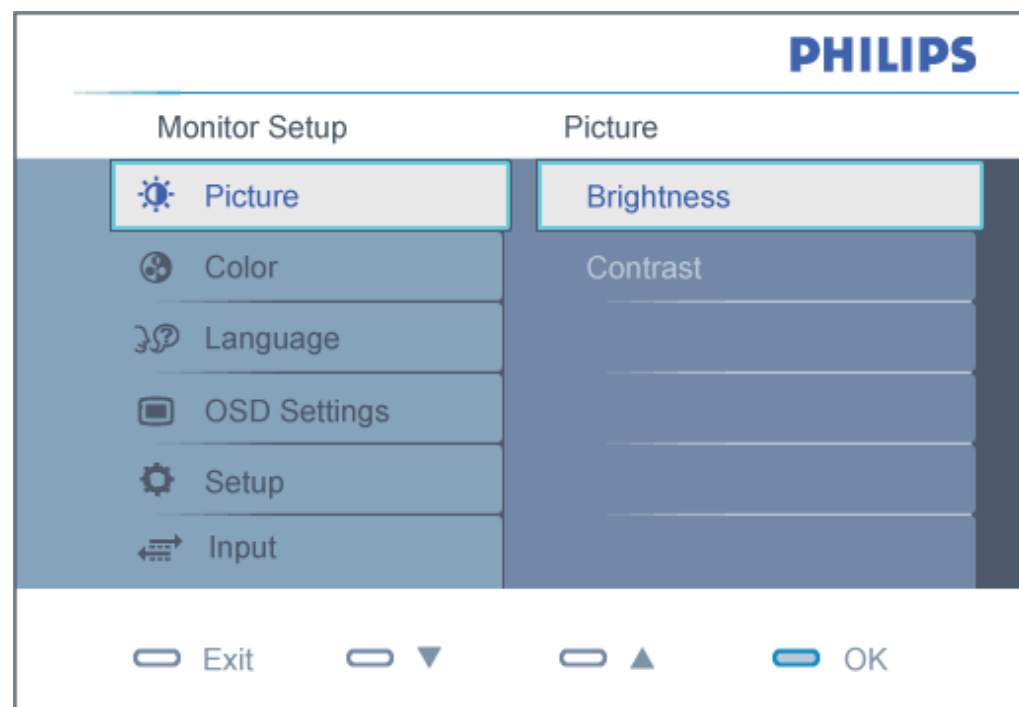 PHILIPS
Monitor Setup Picture
Picture Brightness
Color Contrast
Language
OSD Settings
Setup
Input
Exit ▼ ▲ OK